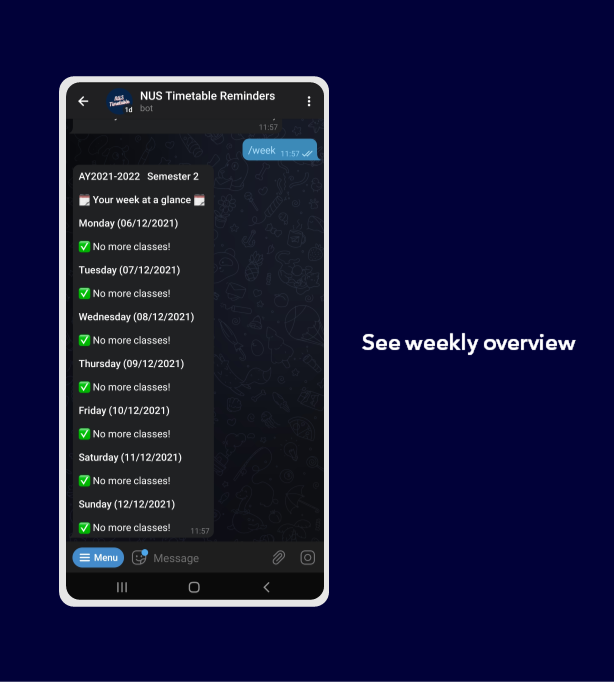 NUS Timetable Reminders
NUS
Timetable
1d
bot
11:57
/week 11:57
AY2021-2022 Semester 2
🗓️ Your week at a glance 🗓️
Monday (06/12/2021)
✅ No more classes!
Tuesday (07/12/2021)
✅ No more classes!
Wednesday (08/12/2021)
✅ No more classes!
Thursday (09/12/2021)
✅ No more classes!
Friday (10/12/2021)
✅ No more classes!
Saturday (11/12/2021)
✅ No more classes!
Sunday (12/12/2021)
✅ No more classes! 11:57
Menu Message
See weekly overview